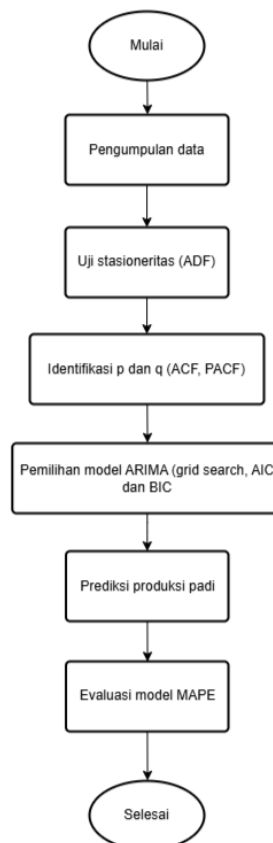 Mulai
Pengumpulan data
Uji stasioneritas (ADF)
Identifikasi p dan q (ACF, PACF)
Pemilihan model ARIMA (grid search, AIC
dan BIC
Prediksi produksi padi
Evaluasi model MAPE
Selesai